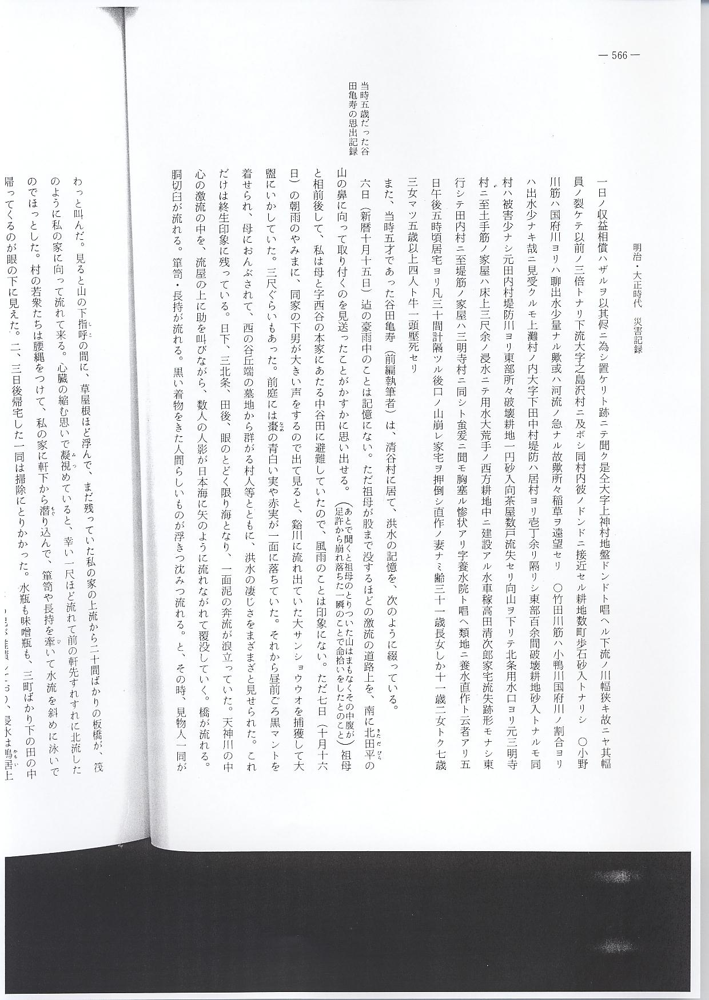 — 566 —
明治・大正時代　災害記録
一日ノ収益相償ハザルヲ以其侭ニ為シ置ケリト跡ニテ聞ク是仝大字上神村地盤ドンドト唱ヘル下流ノ川幅狭キ故ニヤ其幅
員ノ裂ケテ以前ノ三倍トナリ下流大字之島沢村ニ及ボシ同村内彼ノドンドニ接近セル耕地数町歩石砂入トナリシ　〇小野
川筋ハ国府川ヨリハ聊出水少量ナル歟或ハ河流ノ急ナル故歟所々稲草ヲ遠望セリ　〇竹田川筋ハ小鴨川国府川ノ割合ヨリ
ハ出水少ナキ哉ニ見受クルモ上灘村ノ内大字下田中村堤防ハ居村ヨリ壱丁余リ隔リシ東部百余間破壊耕地砂入トナルモ同
村ハ被害少ナシ元田内村堤防川ヨリ東部所々破壊耕地一円砂入向茶屋数戸流失セリ向山ヲ下リテ北条用水口ヨリ元三明寺
村ニ至土手筋ノ家屋ハ床上三尺余ノ浸水ニテ用水大荒手ノ西方耕地中ニ建設アル水車稼高田清次郎家宅流失跡形モナシ東
行シテ田内村ニ至堤筋ノ家屋ハ三明寺村ニ同シト虽爰ニ聞モ胸塞ル惨状アリ字養水院ト唱ヘ類地ニ養水直作ト云者アリ五
日午後五時頃居宅ヨリ凡三十間計隔ツル後口ノ山崩レ家宅ヲ押倒シ直作ノ妻ナミ齢三十一歳長女しか十一歳二女トク七歳
三女マツ五歳以上四人ト牛一頭壓死セリ
また、当時五才であった谷田亀寿（前編執筆者）は、清谷村に居て、洪水の記憶を、次のように綴っている。
当時五歳だった谷
田亀寿の思出記録
六日（新暦十月十五日）迠の豪雨中のことは記憶にない。ただ祖母が股まで没するほどの激流の道路上を、南に北田平の
きただびら
山の鼻に向って取り付くのを見送ったことがかすかに思い出せる。（あとで聞くと祖母のとりついた山はまもなくその中腹が
足許から崩れ落ちた一瞬のことで命拾いをしたとのこと）祖母
と相前後して、私は母と字西谷の本家にあたる中谷田に避難していたので、風雨のことは印象にない。ただ七日（十月十六
日）の朝雨のやみまに、同家の下男が大きい声をするので出て見ると、谿川に流れ出ていた大サンショウウオを捕獲して大
盥にいかしていた。三尺ぐらいもあった。前庭には棗の青白い実や赤実が一面に落ちていた。それから昼前ごろ黒マントを
なつめ
着せられ、母におんぶされて、西の谷丘端の墓地から群がる村人等とともに、洪水の凄じさをまざまざと見せられた。これ
だけは終生印象に残っている。日下、三北条、田後、眼のとどく限り海となり、一面泥の奔流が浪立っていた。天神川の中
心の激流の中を、流屋の上に助を叫びながら、数人の人影が日本海に矢のように流れながれて覆没していく。橋が流れる。
胴切臼が流れる。箪笥・長持が流れる。黒い着物をきた人間らしいものが浮きつ沈みつ流れる。と、その時、見物人一同が
わっと叫んだ。見ると山の下指呼の間に、草屋根ほど浮んで、まだ残っていた私の家の上流から二十間ばかりの板橋が、筏
しこ
のように私の家に向って流れて来る。心臓の縮む思いで凝視めていると、幸い一尺ほど流れて前の軒先すれすれに北流した
みつ
のでほっとした。村の若衆たちは腰縄をつけて、私の家に軒下から潜り込んで、箪笥や長持を牽いて水流を斜めに泳いで
もぐ
ひ
帰ってくるのが眼の下に見えた。二、三日後帰宅した一同は掃除にとりかかった。水瓶も味噌瓶も、三町ばかり下の田の中
しており、浸水は鴨居上
かもい